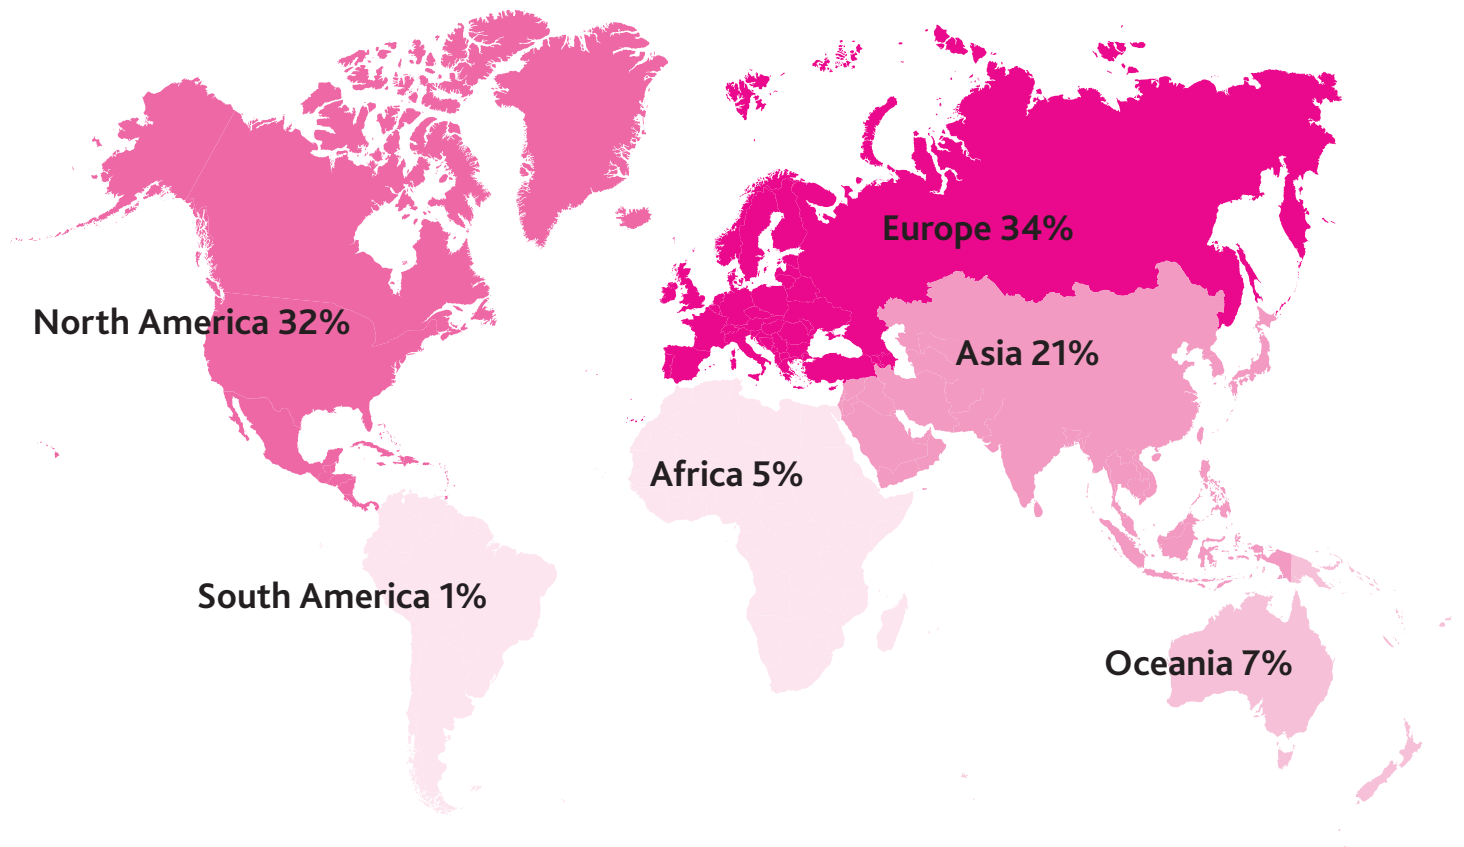 Europe 34%
North America 32%
Asia 21%
Africa 5%
South America 1%
Oceania 7%